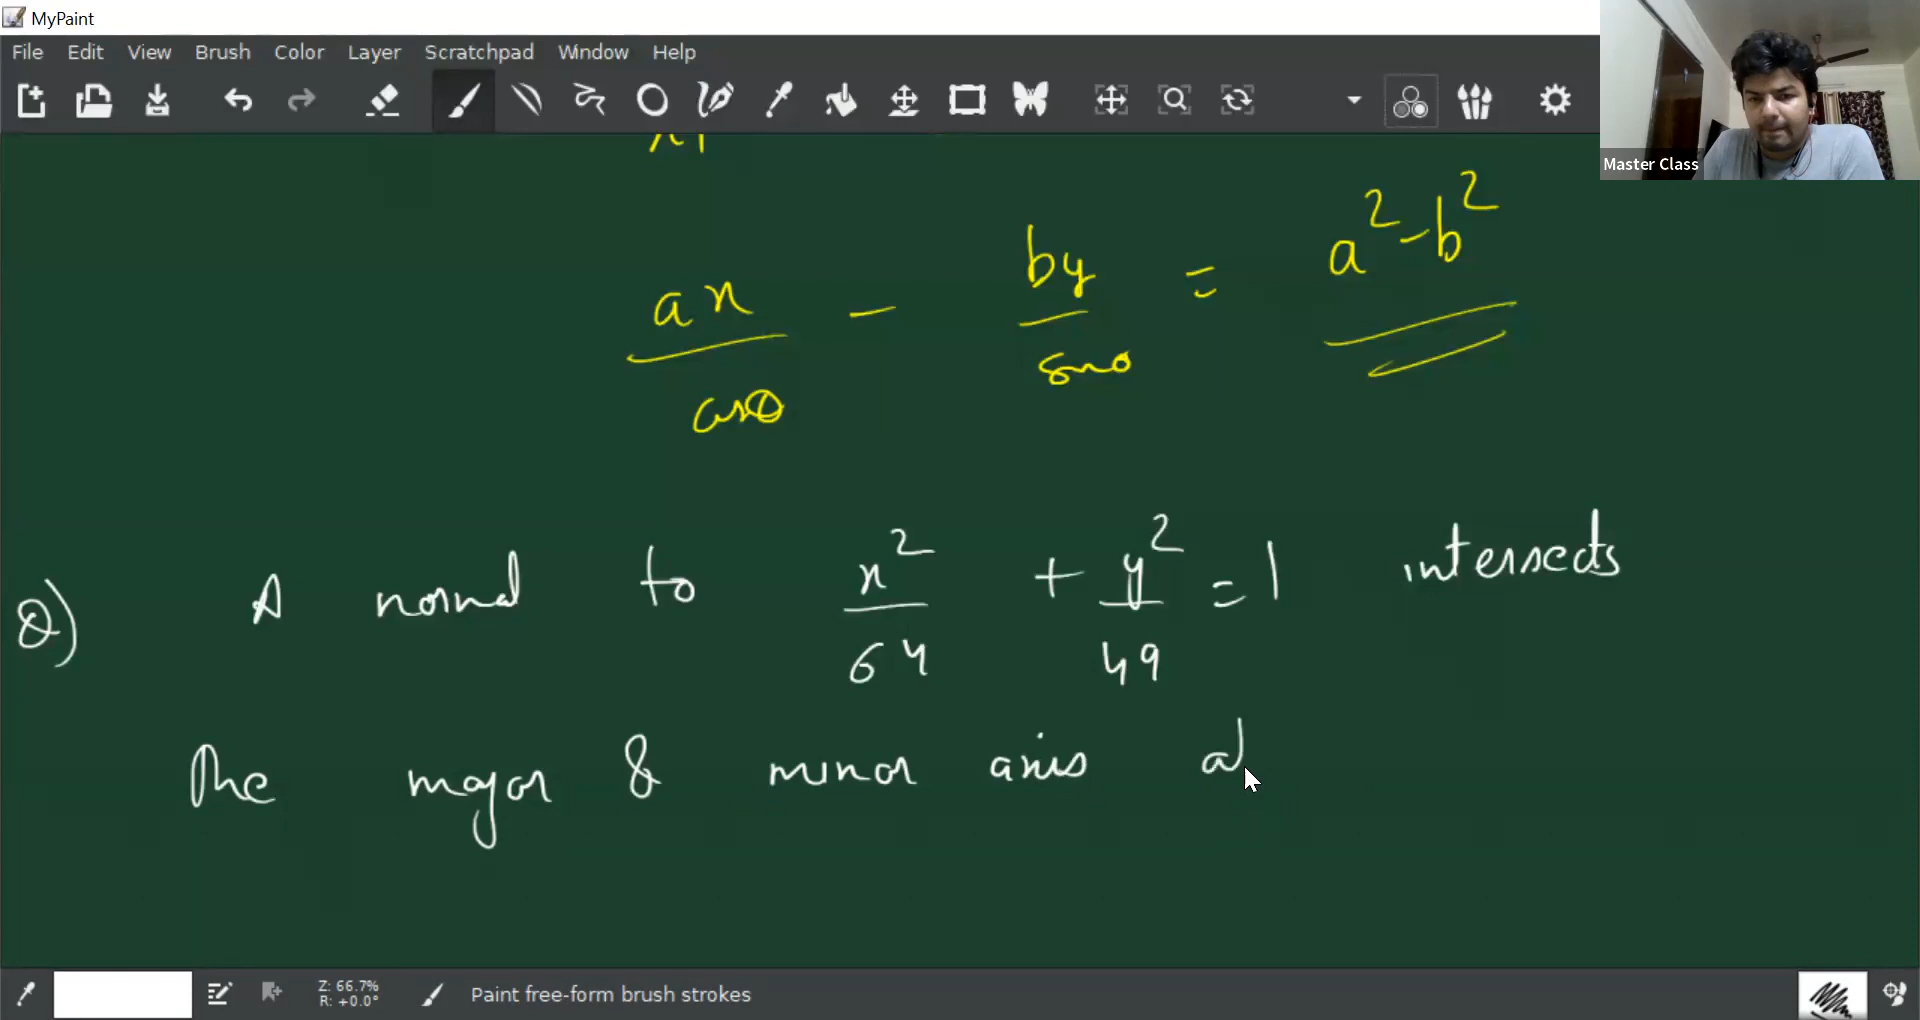 MyPaint
File Edit View Brush Color Layer Scratchpad Window Help
Master Class
ax/cosθ - by/sinθ = a²-b²
Q) A normal to x²/64 + y²/49 = 1 intersects
the major & minor axis at
Z: 66.7%
R: +0.0°
Paint free-form brush strokes